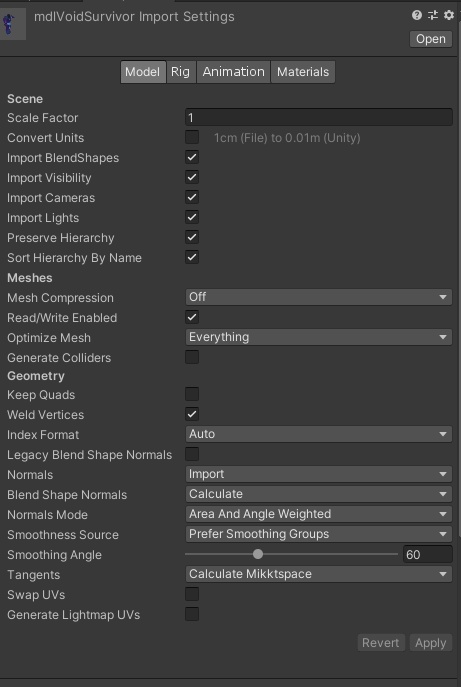 mdlVoidSurvivor Import Settings
Open
Model Rig Animation Materials
Scene
Scale Factor 1
Convert Units 1cm (File) to 0.01m (Unity)
Import BlendShapes
Import Visibility
Import Cameras
Import Lights
Preserve Hierarchy
Sort Hierarchy By Name
Meshes
Mesh Compression Off
Read/Write Enabled
Optimize Mesh Everything
Generate Colliders
Geometry
Keep Quads
Weld Vertices
Index Format Auto
Legacy Blend Shape Normals
Normals Import
Blend Shape Normals Calculate
Normals Mode Area And Angle Weighted
Smoothness Source Prefer Smoothing Groups
Smoothing Angle 60
Tangents Calculate Mikktspace
Swap UVs
Generate Lightmap UVs
Revert Apply